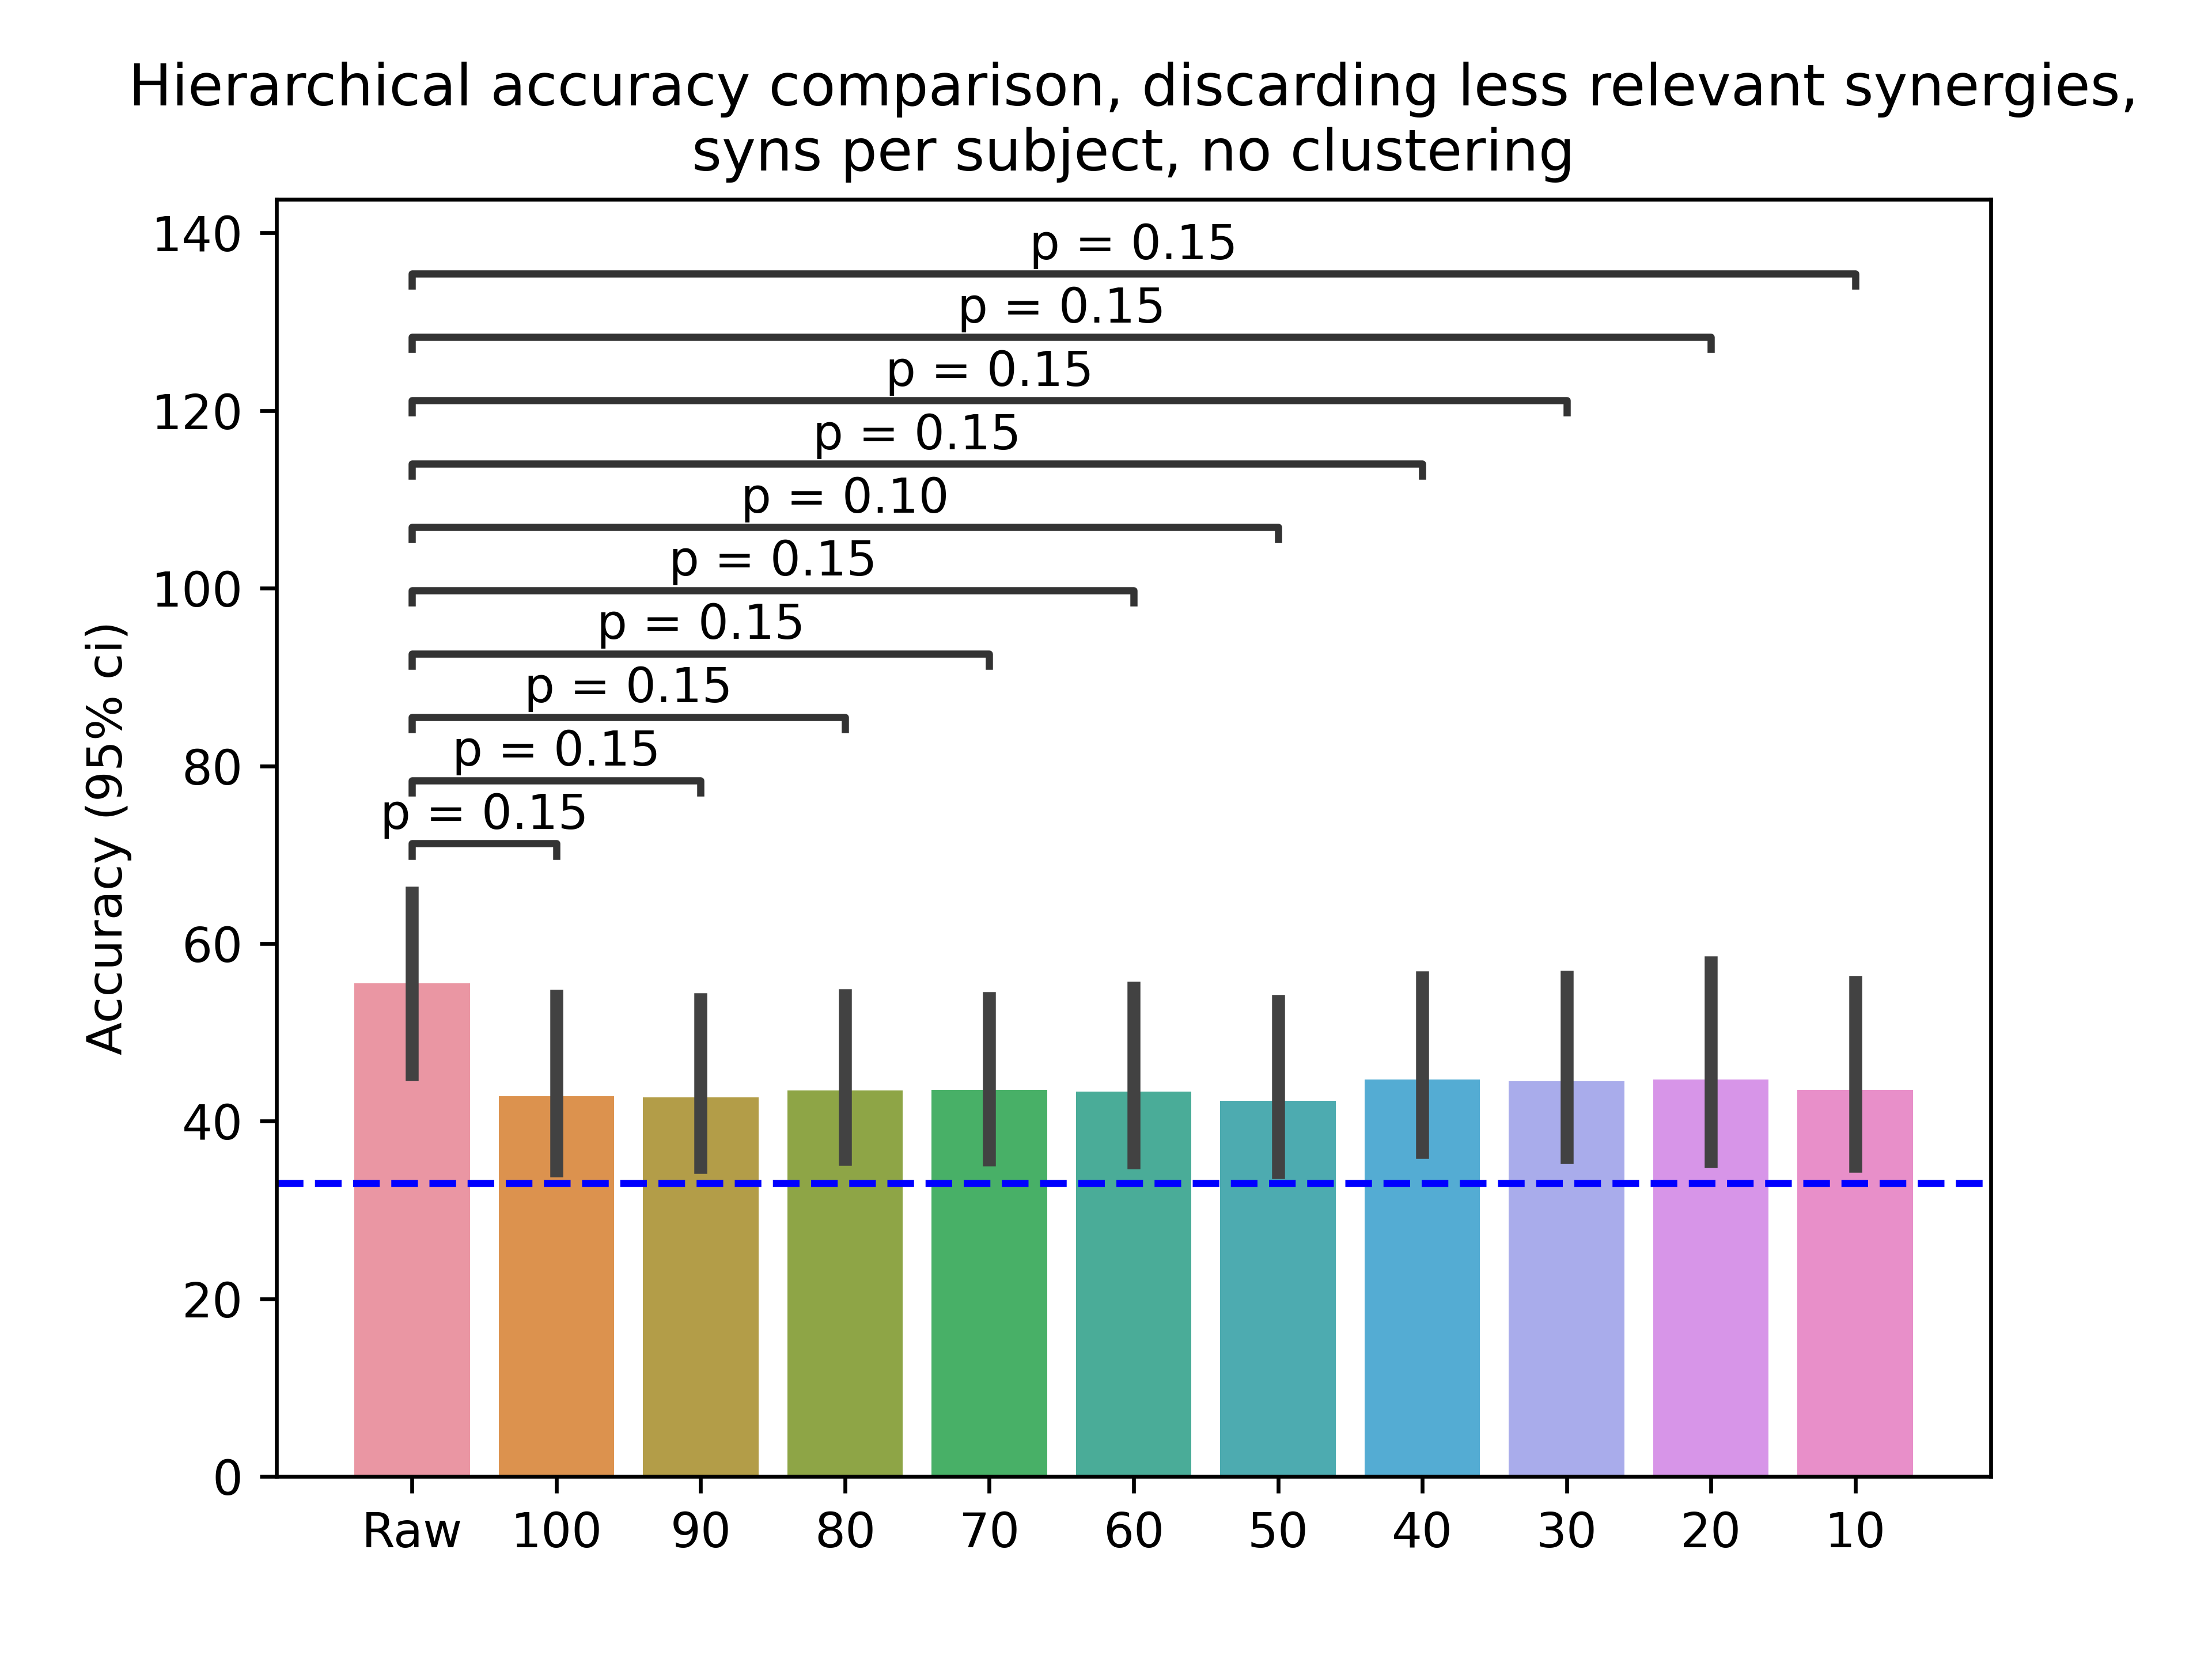 Hierarchical accuracy comparison, discarding less relevant synergies,
syns per subject, no clustering
140
120
100
80
60
40
20
0
Accuracy (95% ci)
p = 0.15
p = 0.15
p = 0.15
p = 0.15
p = 0.10
p = 0.15
p = 0.15
p = 0.15
p = 0.15
p = 0.15
Raw 100 90 80 70 60 50 40 30 20 10